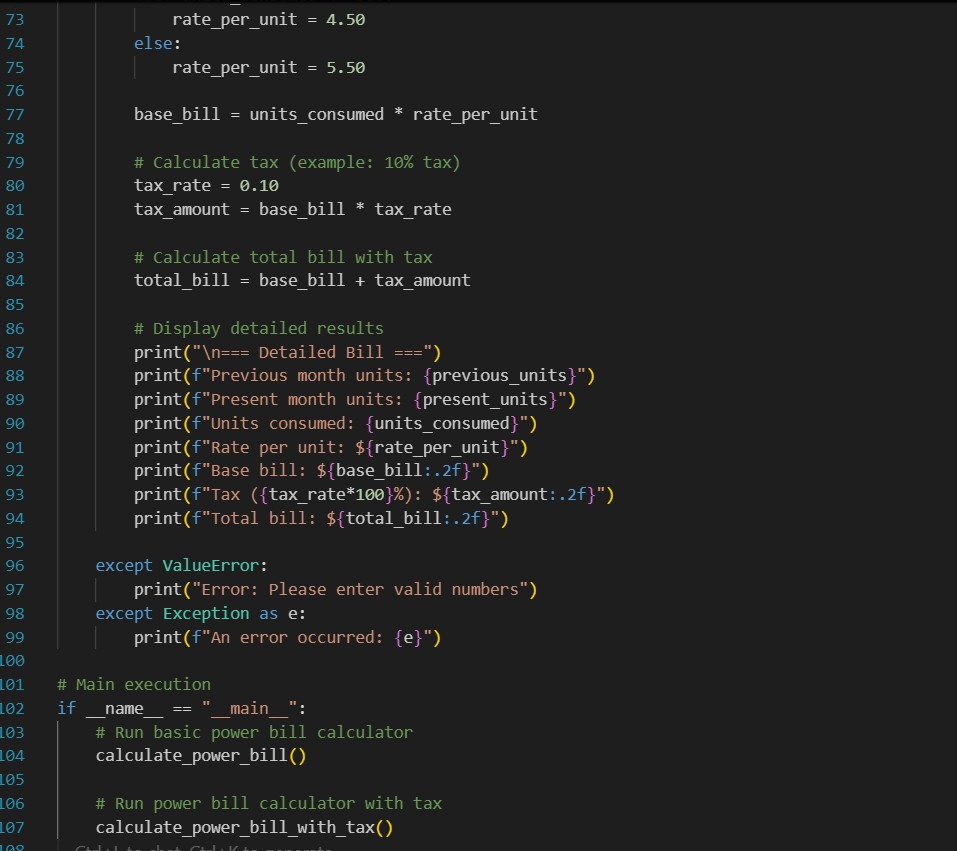 73                rate_per_unit = 4.50
74            else:
75                rate_per_unit = 5.50
76
77            base_bill = units_consumed * rate_per_unit
78
79            # Calculate tax (example: 10% tax)
80            tax_rate = 0.10
81            tax_amount = base_bill * tax_rate
82
83            # Calculate total bill with tax
84            total_bill = base_bill + tax_amount
85
86            # Display detailed results
87            print("\n=== Detailed Bill ===")
88            print(f"Previous month units: {previous_units}")
89            print(f"Present month units: {present_units}")
90            print(f"Units consumed: {units_consumed}")
91            print(f"Rate per unit: ${rate_per_unit}")
92            print(f"Base bill: ${base_bill:.2f}")
93            print(f"Tax ({tax_rate*100}%): ${tax_amount:.2f}")
94            print(f"Total bill: ${total_bill:.2f}")
95
96        except ValueError:
97            print("Error: Please enter valid numbers")
98        except Exception as e:
99            print(f"An error occurred: {e}")
100
101    # Main execution
102    if __name__ == "__main__":
103        # Run basic power bill calculator
104        calculate_power_bill()
105
106        # Run power bill calculator with tax
107        calculate_power_bill_with_tax()
108    Ctrl+L to chat, Ctrl+K to generate